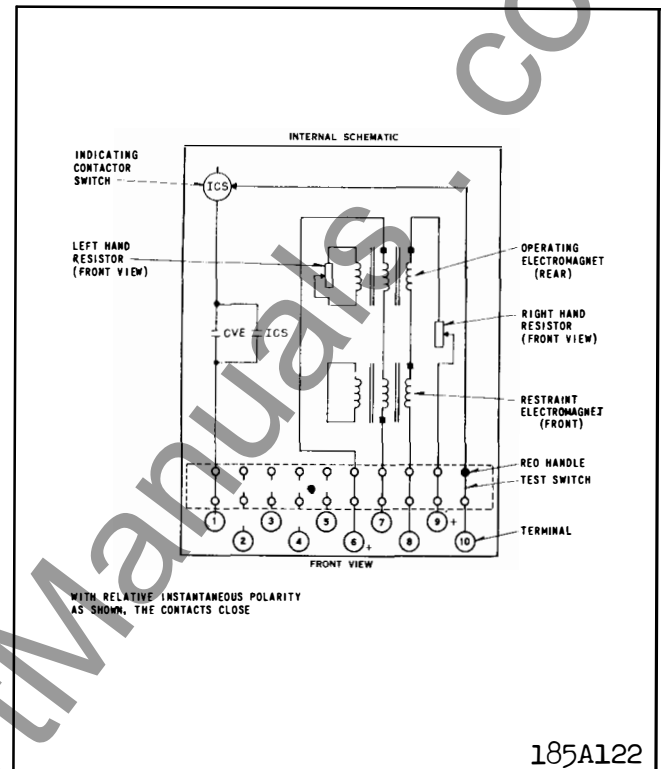 INTERNAL SCHEMATIC
INDICATING
CONTACTOR
SWITCH
ICS
LEFT HAND
RESISTOR
(FRONT VIEW)
OPERATING
ELECTROMAGNET
(REAR)
RIGHT HAND
RESISTOR
(FRONT VIEW)
CVE ICS
RESTRAINT
ELECTROMAGNET
(FRONT)
RED HANDLE
TEST SWITCH
1 3 5 7 9 +
2 4 6 + 8 10
TERMINAL
FRONT VIEW
WITH RELATIVE INSTANTANEOUS POLARITY
AS SHOWN, THE CONTACTS CLOSE
185A122
tManuals.co